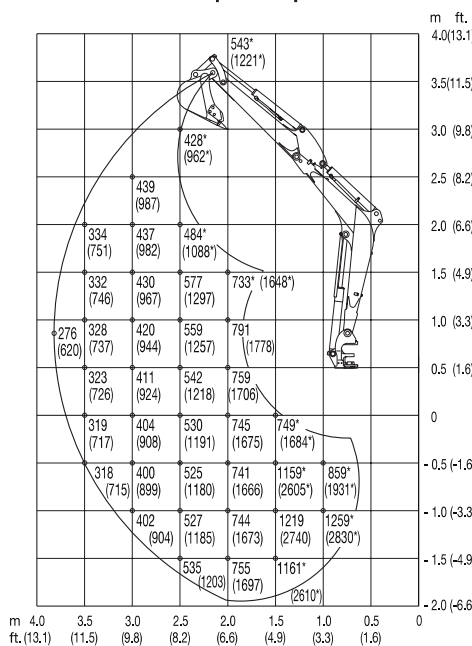 m ft.
4.0(13.1)
543*
(1221*)
3.5(11.5)
3.0 (9.8)
428*
(962*)
2.5 (8.2)
439
(987)
2.0 (6.6)
334 437 484*
(751) (982) (1088*)
1.5 (4.9)
332 430 577 733* (1648*)
(746) (967) (1297)
1.0 (3.3)
276 328 420 559 791
(620) (737) (944) (1257) (1778)
0.5 (1.6)
323 411 542 759
(726) (924) (1218) (1706)
0
319 404 530 745 749*
(717) (908) (1191) (1675) (1684*)
- 0.5 (-1.6
318 400 525 741 1159* 859*
(715) (899) (1180) (1666) (2605*) (1931*)
- 1.0 (-3.3
402 527 744 1219 1259*
(904) (1185) (1673) (2740) (2830*)
- 1.5 (-4.9
535 755 1161*
(1203) (1697) (2610*)
- 2.0 (-6.6
m 4.0 3.5 3.0 2.5 2.0 1.5 1.0 0.5 0
ft. (13.1) (11.5) (9.8) (8.2) (6.6) (4.9) (3.3) (1.6)